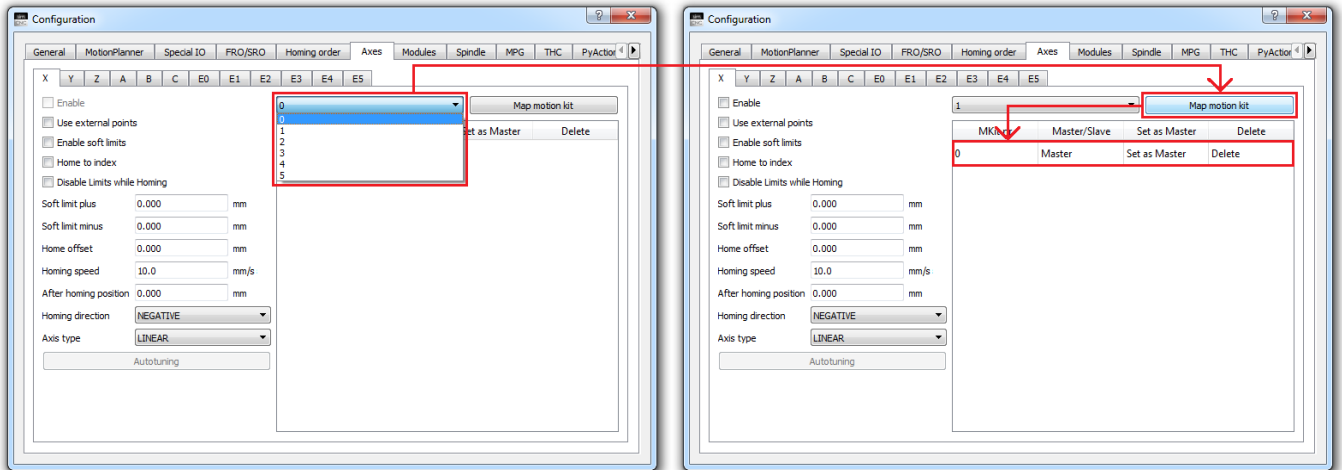 Configuration
General MotionPlanner Special IO FRO/SRO Homing order Axes Modules Spindle MPG THC PyAction
X Y Z A B C E0 E1 E2 E3 E4 E5
Enable
0
Map motion kit
Use external points
0
1
2
3
4
5
et as Master Delete
Enable soft limits
Home to index
Disable Limits while Homing
Soft limit plus 0.000 mm
Soft limit minus 0.000 mm
Home offset 0.000 mm
Homing speed 10.0 mm/s
After homing position 0.000 mm
Homing direction NEGATIVE
Axis type LINEAR
Autotuning
Configuration
General MotionPlanner Special IO FRO/SRO Homing order Axes Modules Spindle MPG THC PyAction
X Y Z A B C E0 E1 E2 E3 E4 E5
Enable
1
Map motion kit
Use external points
Master/Slave Set as Master Delete
Enable soft limits
0 Master Set as Master Delete
Home to index
Disable Limits while Homing
Soft limit plus 0.000 mm
Soft limit minus 0.000 mm
Home offset 0.000 mm
Homing speed 10.0 mm/s
After homing position 0.000 mm
Homing direction NEGATIVE
Axis type LINEAR
Autotuning